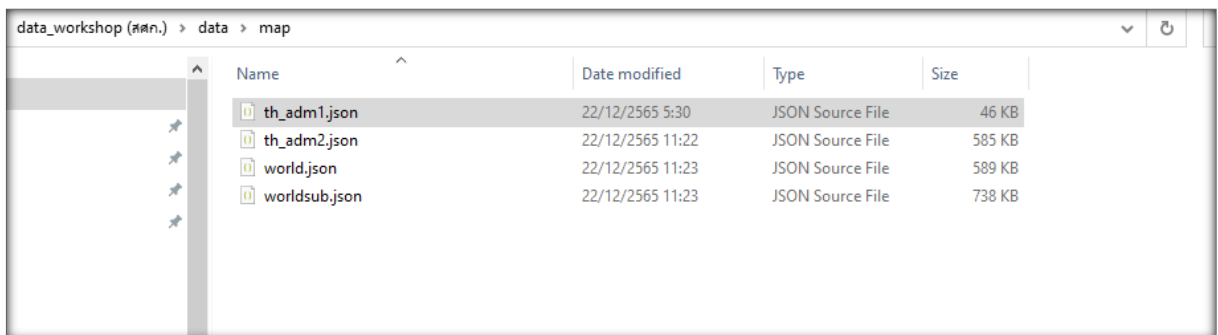 data_workshop (สศก.) > data > map
Name Date modified Type Size
th_adm1.json 22/12/2565 5:30 JSON Source File 46 KB
th_adm2.json 22/12/2565 11:22 JSON Source File 585 KB
world.json 22/12/2565 11:23 JSON Source File 589 KB
worldsub.json 22/12/2565 11:23 JSON Source File 738 KB